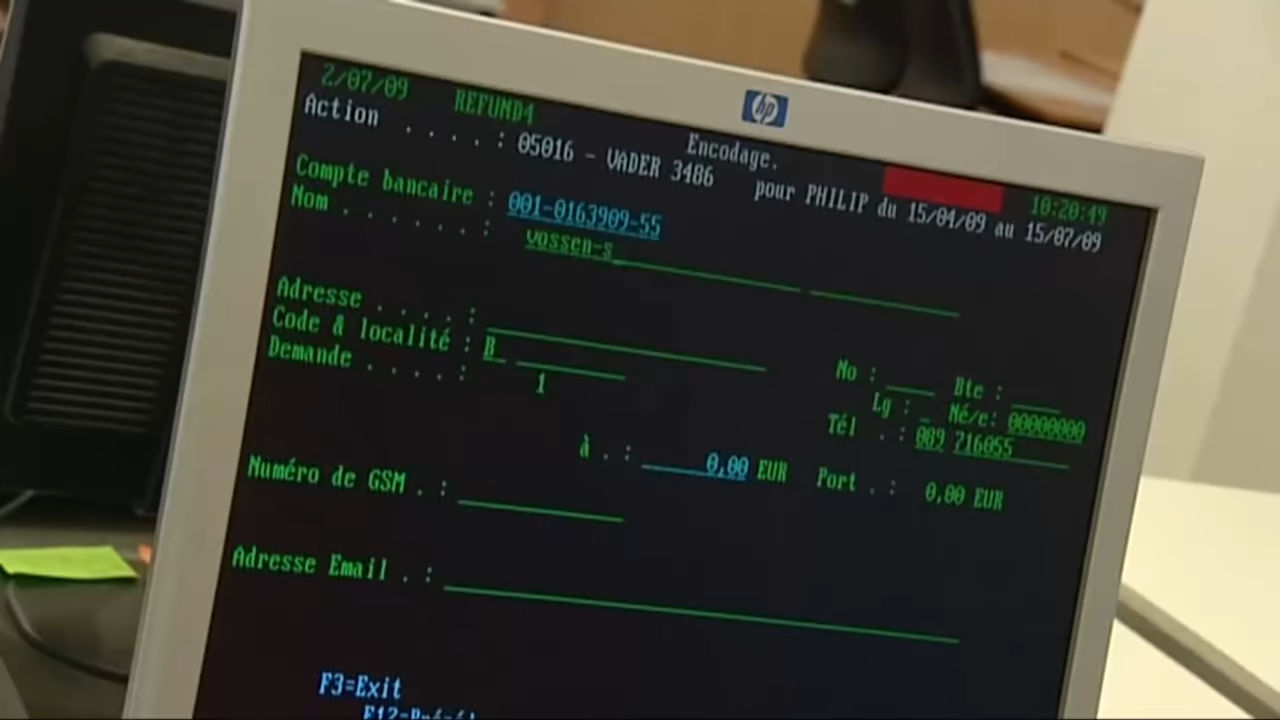 hp
2/07/09 REFUND4 Encodage. 10:20:49
Action . . . . : 05016 - VADER 3486 pour PHILIP du 15/04/09 au 15/07/09
Compte bancaire : 001-0163909-55
Nom . . . . . . : vossen-s_
Adresse . . . . : No : Bte :
Code & localité : B Lg : _ Né/e: 00000000
Demande . . . . : 1 Tél . : 089 716055
à . : 0,00 EUR Port . : 0,00 EUR
Numéro de GSM . :
Adresse Email . :
F3=Exit